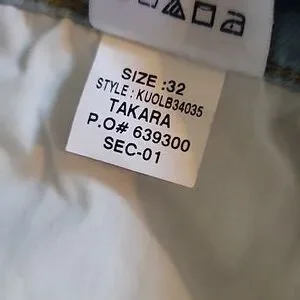 SIZE :32
STYLE : KUOLB34035
TAKARA
P.O# 639300
SEC-01